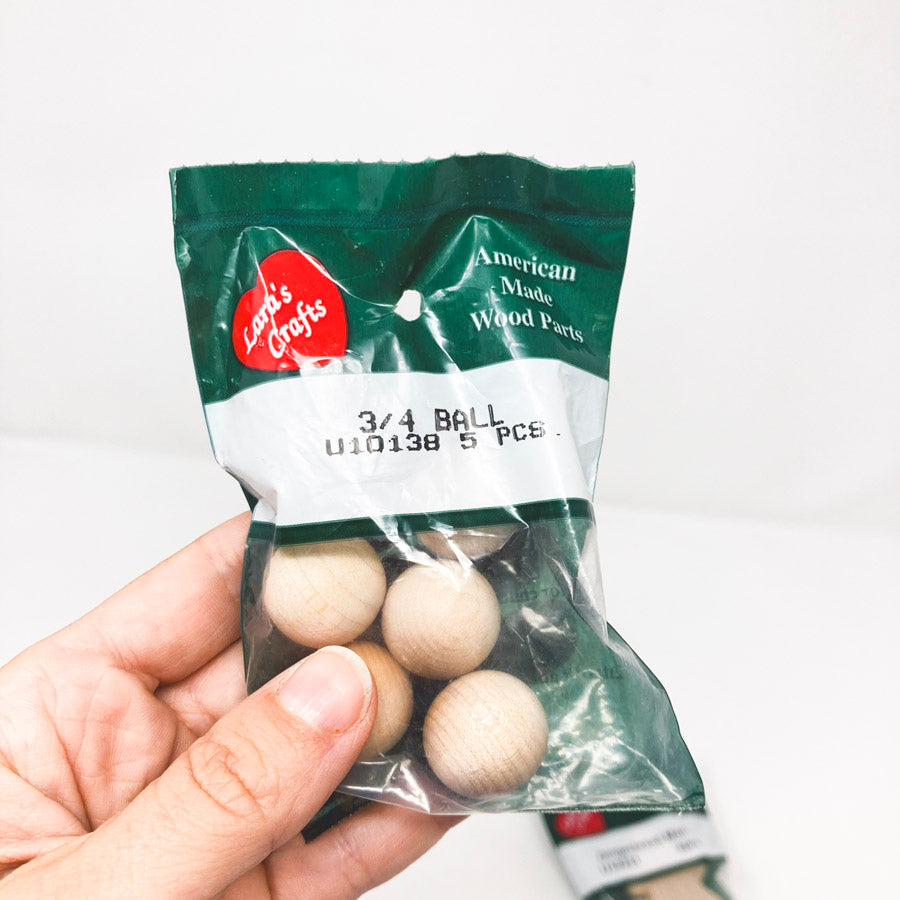 Lara's
Crafts
American
Made
Wood Parts
3/4 BALL
U10138 5 PCS